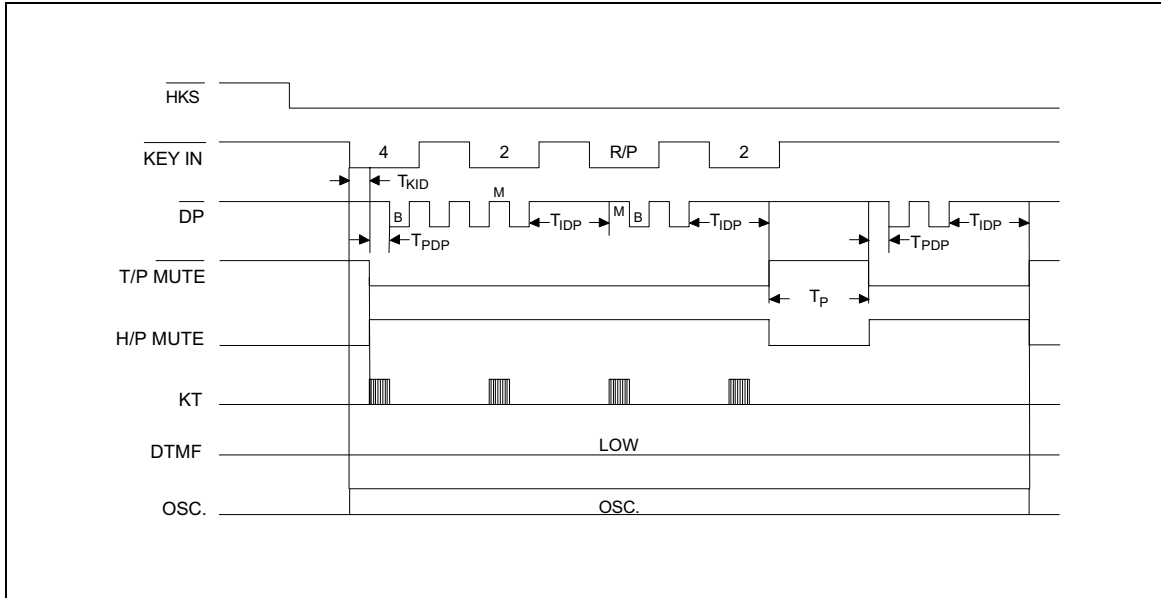 HKS
KEY IN 4 2 R/P 2
TKID
DP B M TIDP M B TIDP TIDP
TPDP TPDP
T/P MUTE
TP
H/P MUTE
KT
DTMF LOW
OSC. OSC.